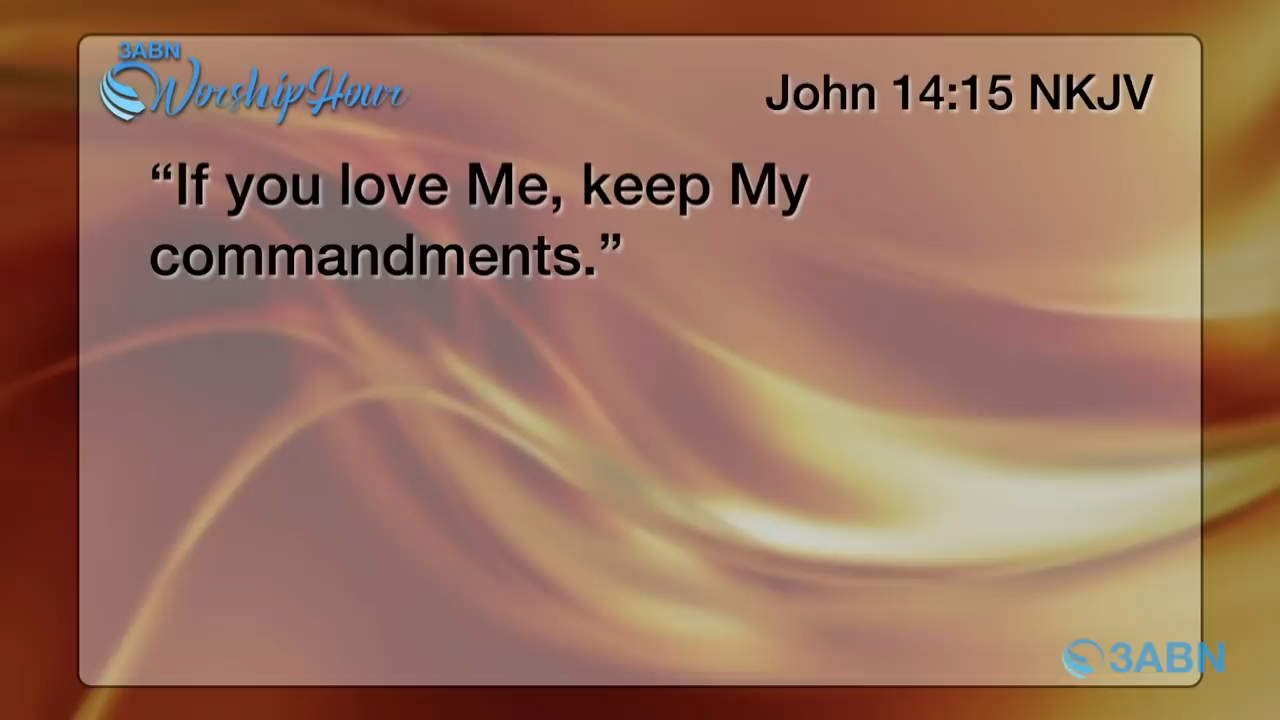 3ABN
Worship Hour
John 14:15 NKJV
“If you love Me, keep My
commandments.”
3ABN